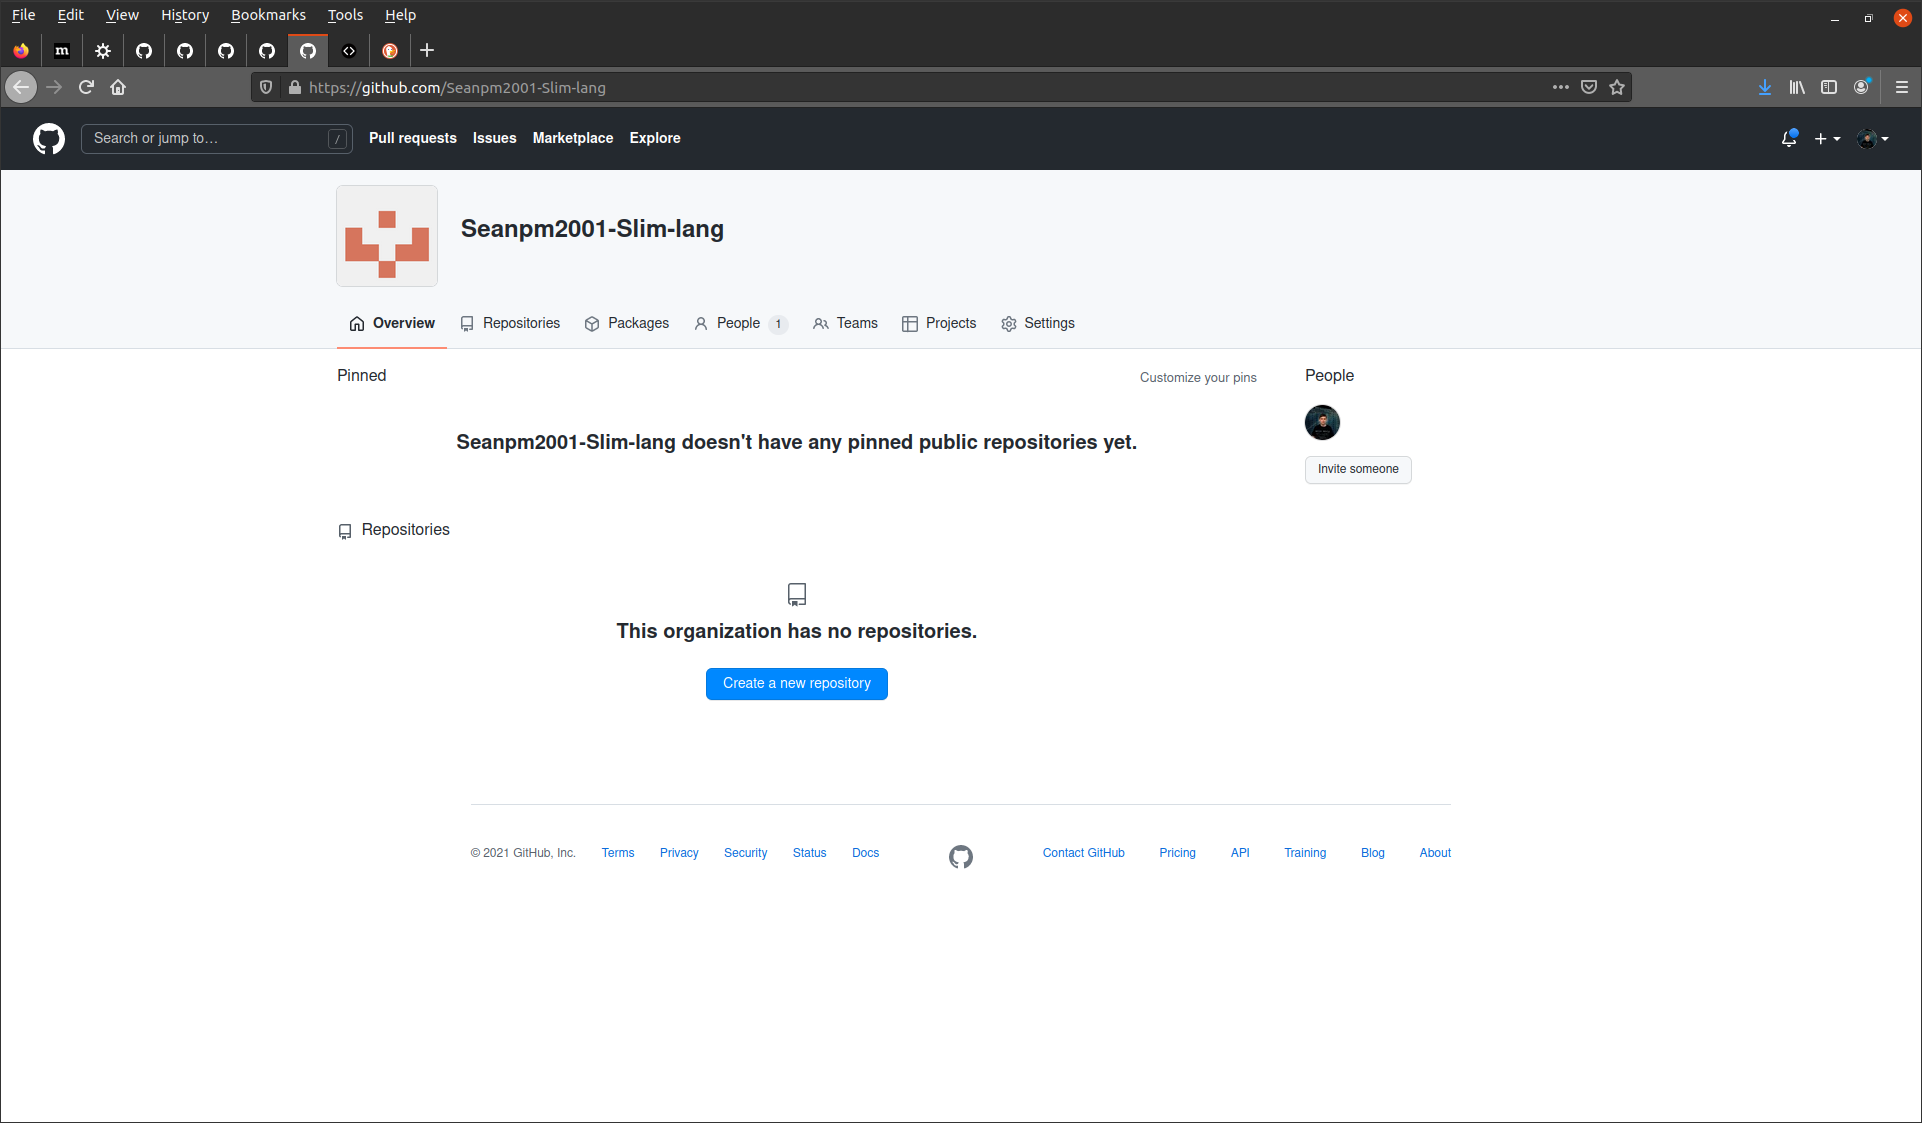 File Edit View History Bookmarks Tools Help
m
https://github.com/Seanpm2001-Slim-lang
Search or jump to… / Pull requests Issues Marketplace Explore
Seanpm2001-Slim-lang
Overview Repositories Packages People 1 Teams Projects Settings
Pinned Customize your pins People
Seanpm2001-Slim-lang doesn't have any pinned public repositories yet.
Invite someone
Repositories
This organization has no repositories.
Create a new repository
© 2021 GitHub, Inc. Terms Privacy Security Status Docs Contact GitHub Pricing API Training Blog About